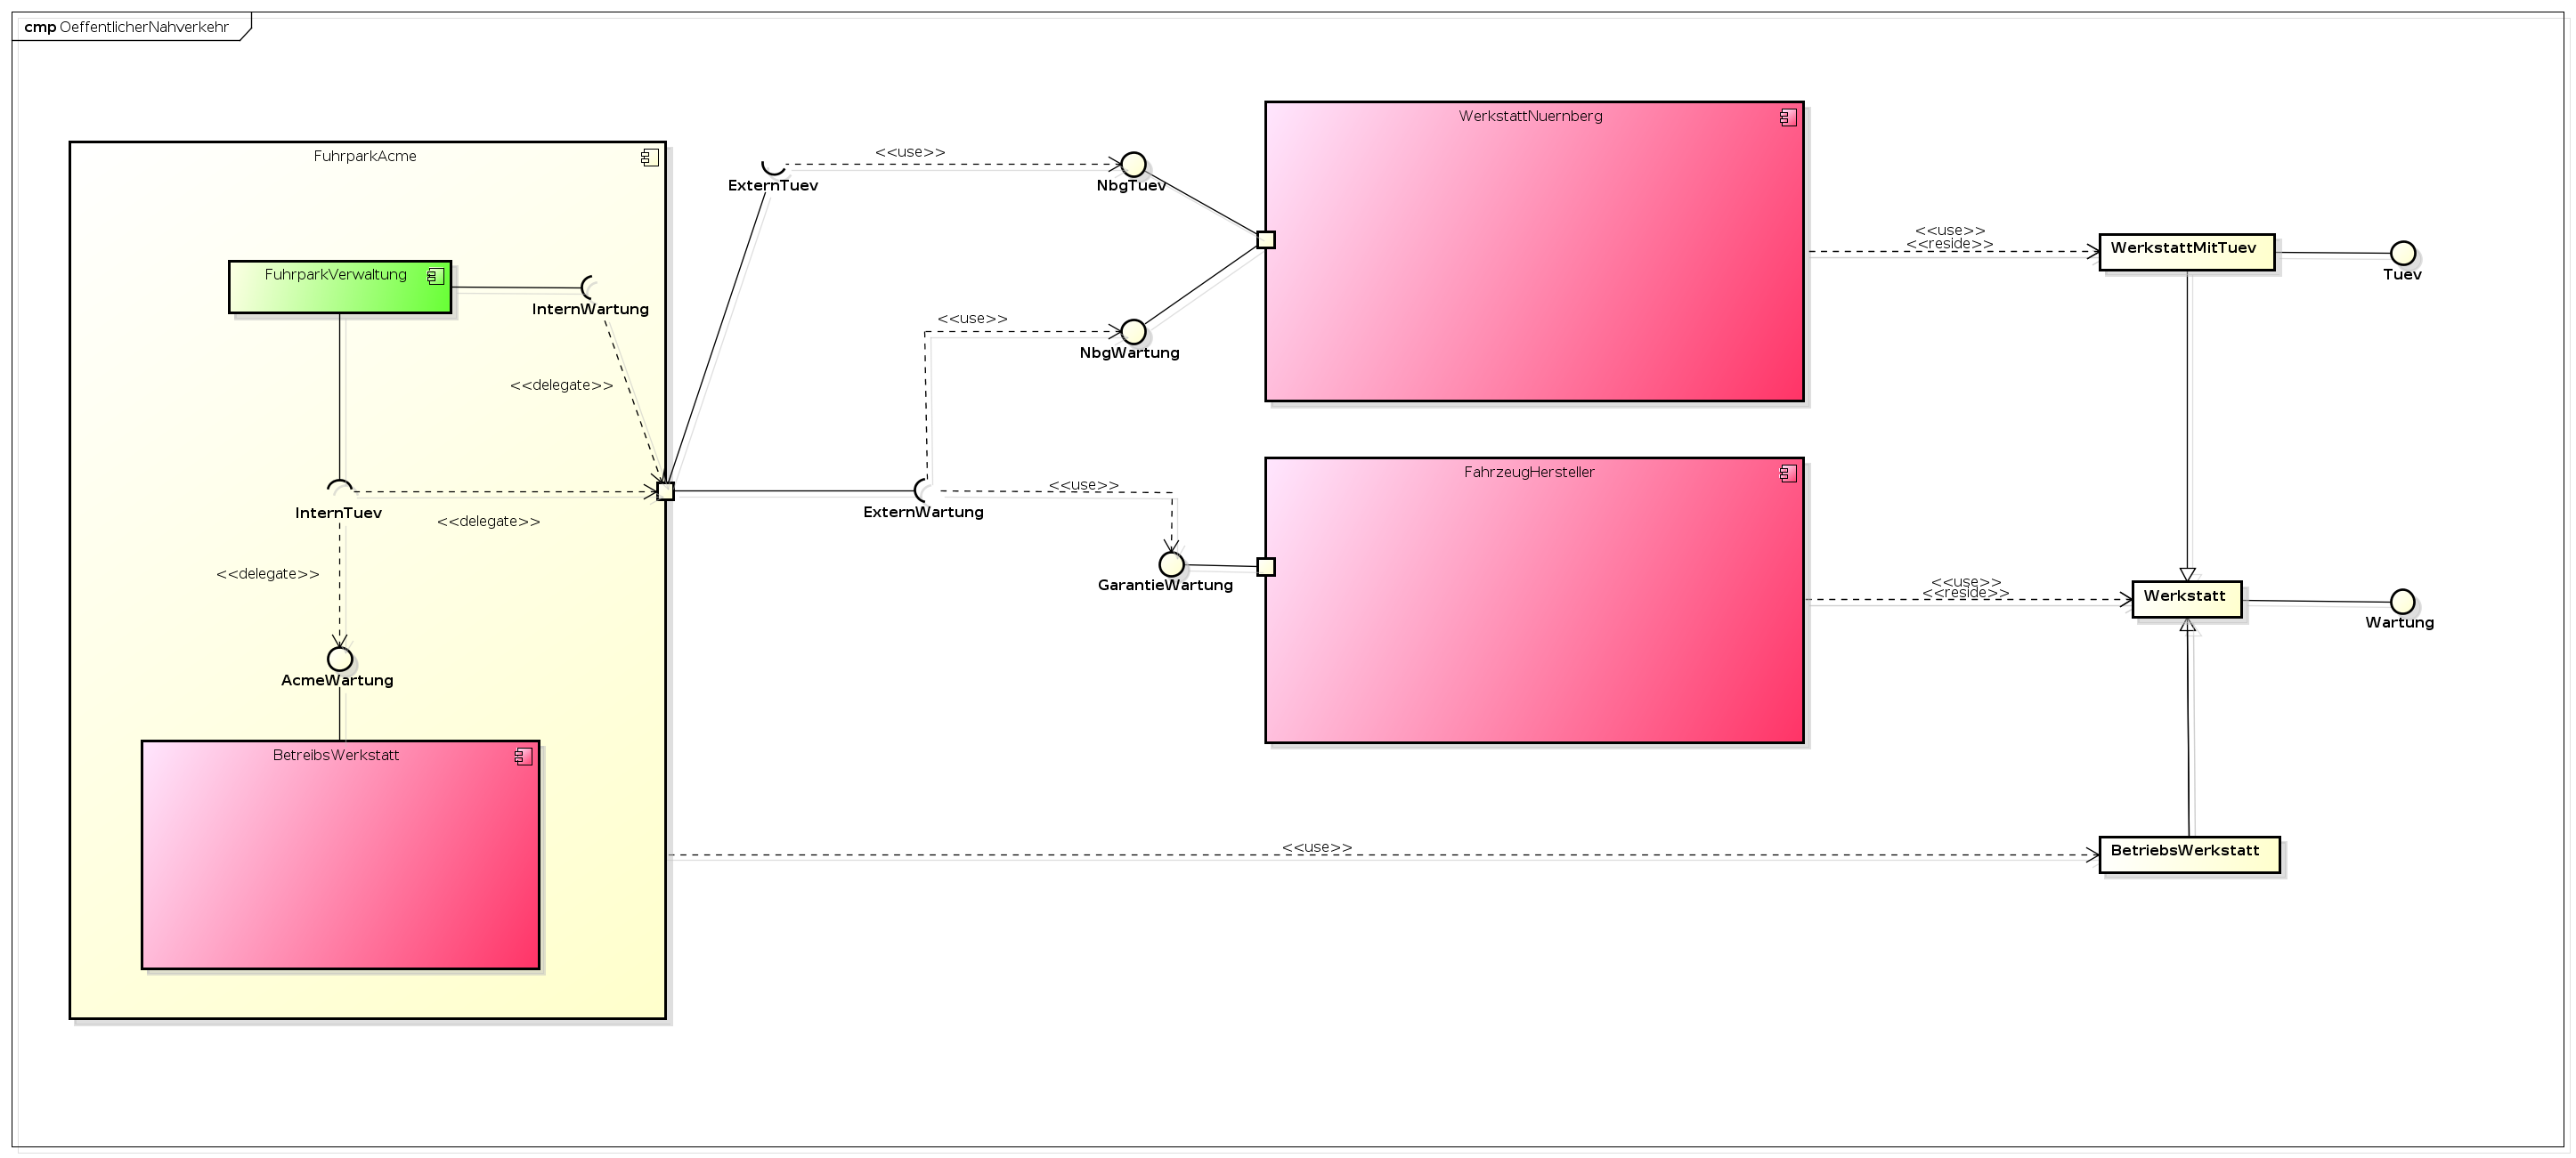 cmp OeffentlicherNahverkehr
FuhrparkAcme
FuhrparkVerwaltung
InternWartung
<<delegate>>
InternTuev
<<delegate>>
<<delegate>>
AcmeWartung
BetreibsWerkstatt
ExternTuev
<<use>>
NbgTuev
<<use>>
NbgWartung
ExternWartung
<<use>>
GarantieWartung
WerkstattNuernberg
FahrzeugHersteller
<<use>>
<<reside>>
WerkstattMitTuev
Tuev
<<use>>
<<reside>>
Werkstatt
Wartung
<<use>>
BetriebsWerkstatt